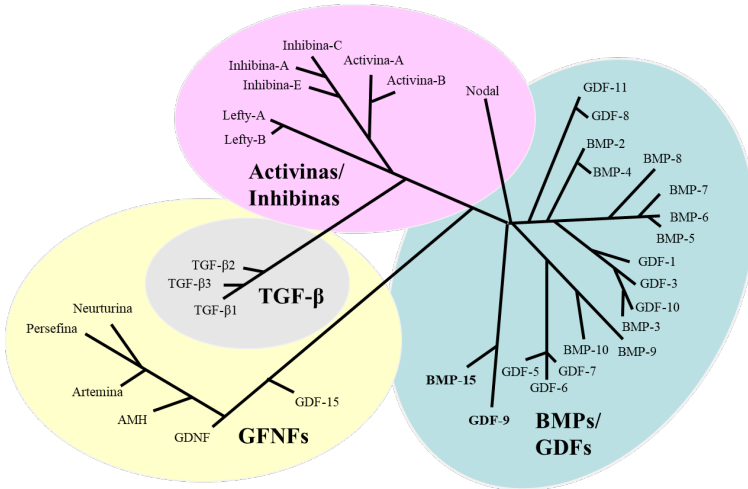 Inhibina-C
Activina-A
Inhibina-A
Inhibina-E
Activina-B
Nodal
Lefty-A
Lefty-B
Activinas/
Inhibinas
GDF-11
GDF-8
BMP-2
BMP-4
BMP-8
BMP-7
BMP-6
BMP-5
GDF-1
GDF-3
GDF-10
BMP-3
BMP-9
BMP-10
GDF-7
GDF-5
GDF-6
BMP-15
GDF-9
BMPs/
GDFs
TGF-β2
TGF-β3
TGF-β1
TGF-β
Neurturina
Persefina
Artemina
AMH
GDNF
GDF-15
GFNFs